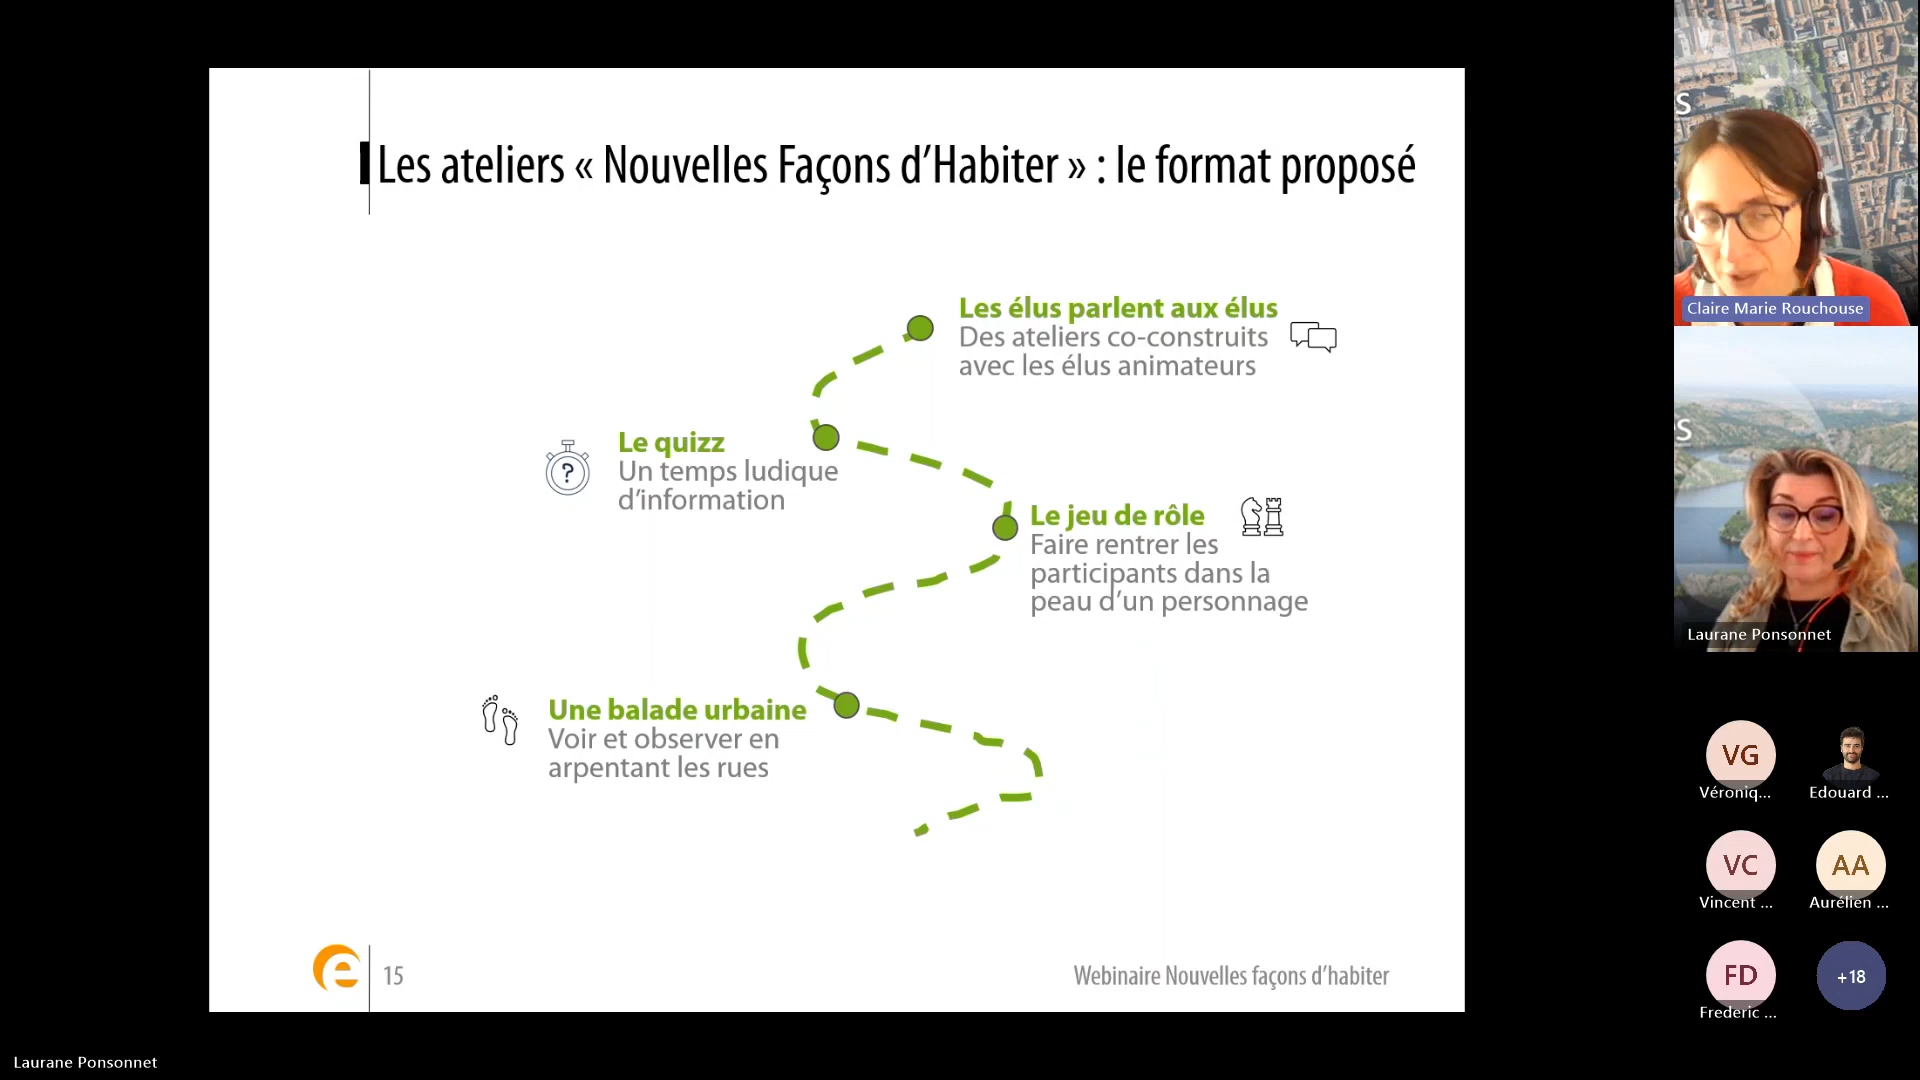 Les ateliers « Nouvelles Façons d’Habiter » : le format proposé
Les élus parlent aux élus
Des ateliers co-construits
avec les élus animateurs
Le quizz
Un temps ludique
d’information
?
Le jeu de rôle
Faire rentrer les
participants dans la
peau d’un personnage
Une balade urbaine
Voir et observer en
arpentant les rues
e
15
Webinaire Nouvelles façons d’habiter
S
Claire Marie Rouchouse
S
Laurane Ponsonnet
VG
Véroniq...
Edouard ...
VC
Vincent ...
AA
Aurélien ...
FD
Frederic ...
+18
Laurane Ponsonnet